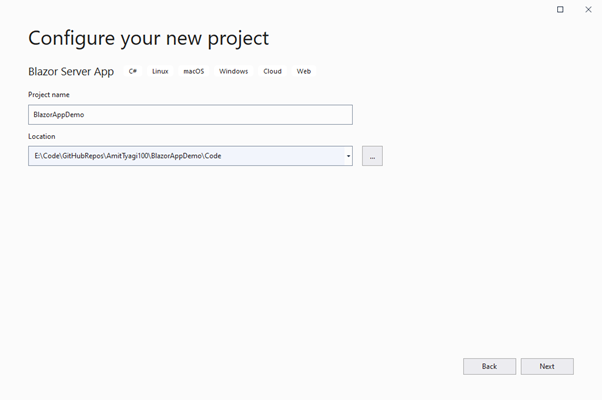 Configure your new project
Blazor Server App C# Linux macOS Windows Cloud Web
Project name
BlazorAppDemo
Location
E:\Code\GitHubRepos\AmitTyagi100\BlazorAppDemo\Code
...
Back Next